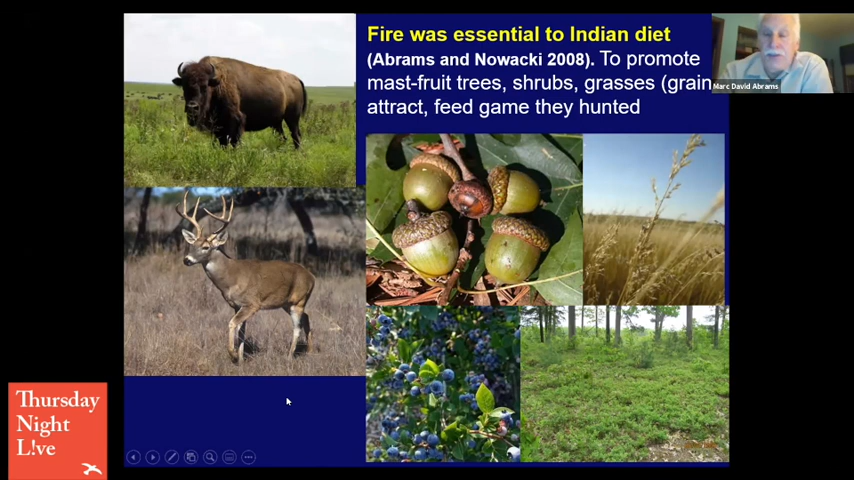 Fire was essential to Indian diet
(Abrams and Nowacki 2008). To promote
mast-fruit trees, shrubs, grasses (grain
attract, feed game they hunted
Marc David Abrams
Thursday
Night
L!ve